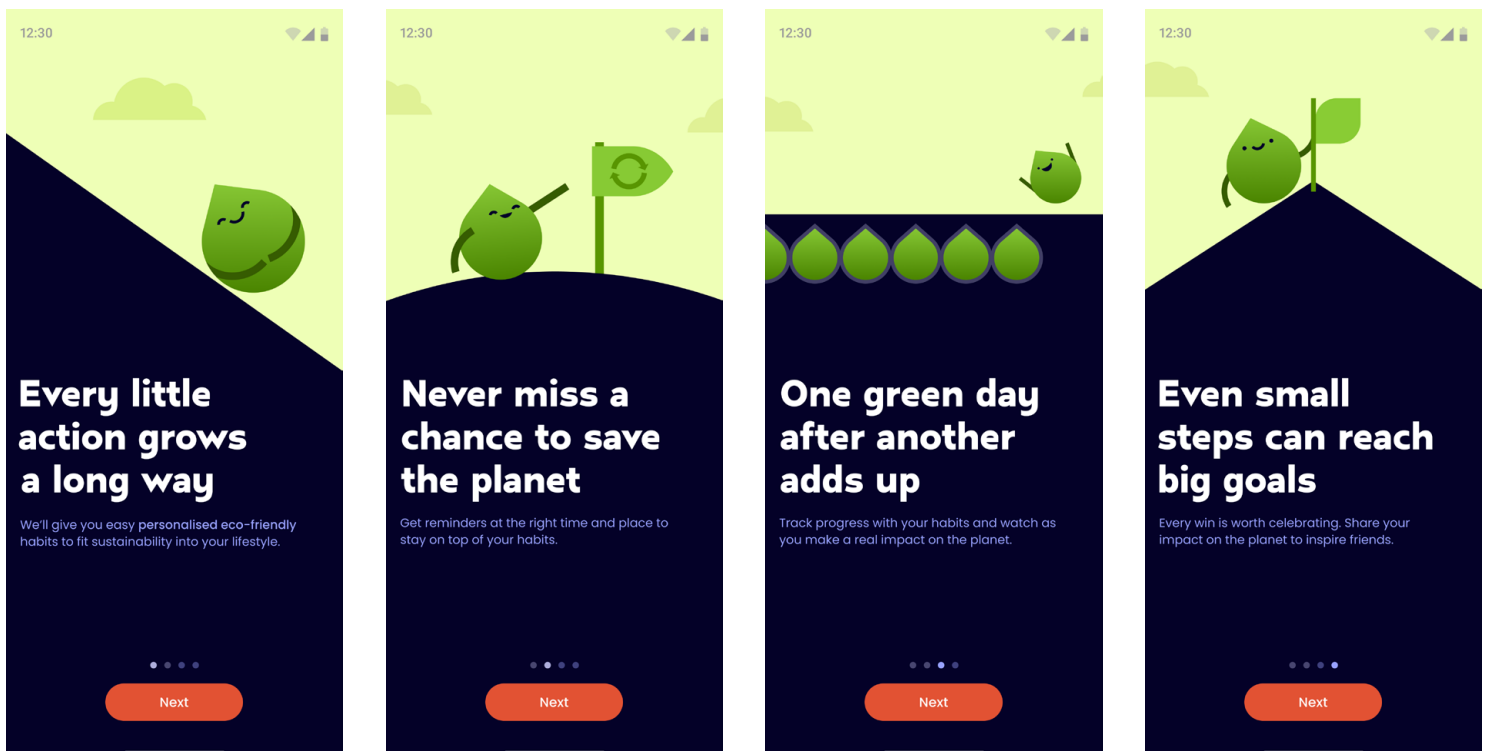 12:30
Every little
action grows
a long way
We'll give you easy personalised eco-friendly
habits to fit sustainability into your lifestyle.
Next
12:30
Never miss a
chance to save
the planet
Get reminders at the right time and place to
stay on top of your habits.
Next
12:30
One green day
after another
adds up
Track progress with your habits and watch as
you make a real impact on the planet.
Next
12:30
Even small
steps can reach
big goals
Every win is worth celebrating. Share your
impact on the planet to inspire friends.
Next